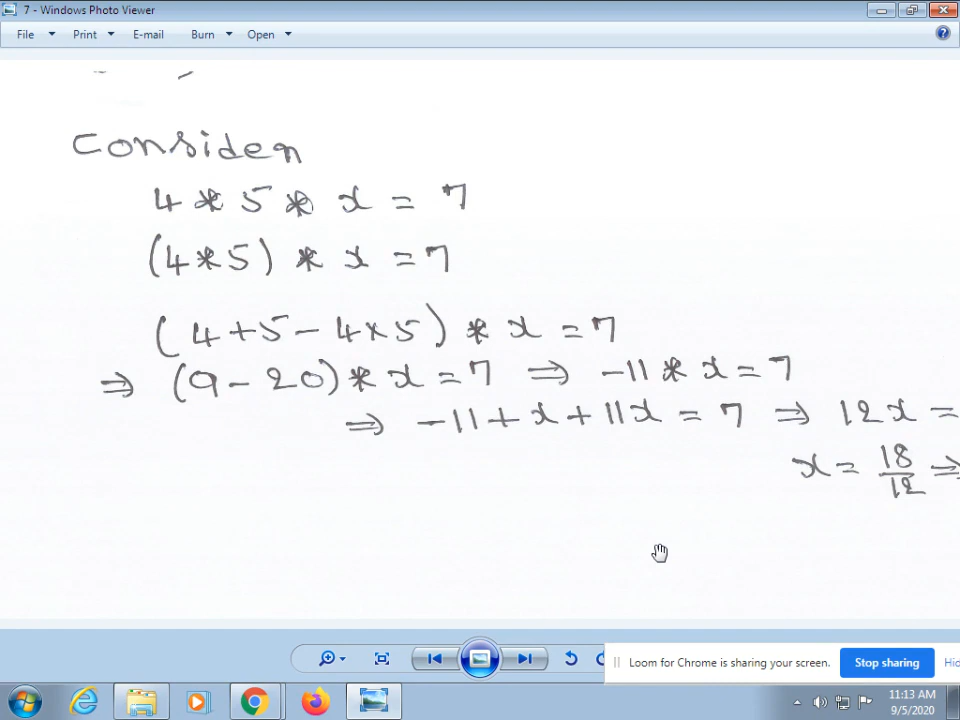 7 - Windows Photo Viewer
File Print E-mail Burn Open
Consider
4 * 5 * x = 7
(4 * 5) * x = 7
(4 + 5 - 4 × 5) * x = 7
⇒ (9 - 20) * x = 7 ⇒ -11 * x = 7
⇒ -11 + x + 11x = 7 ⇒ 12x =
x = 18/12 ⇒
Loom for Chrome is sharing your screen. Stop sharing Hid
11:13 AM
9/5/2020